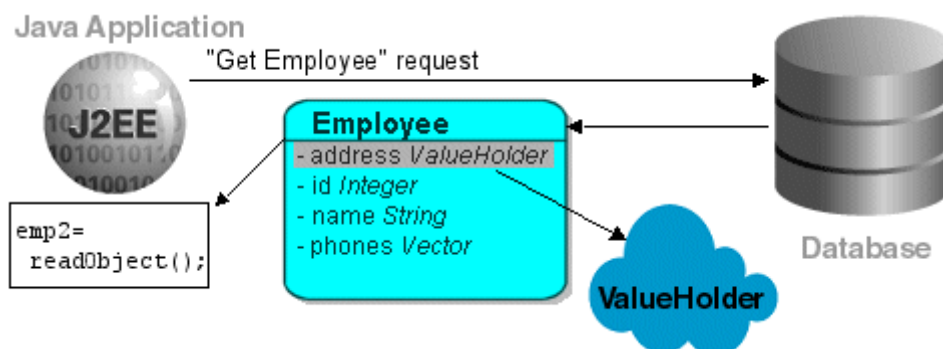 Java Application
"Get Employee" request
J2EE
Employee
- address ValueHolder
- id Integer
- name String
- phones Vector
emp2=
readObject();
ValueHolder
Database